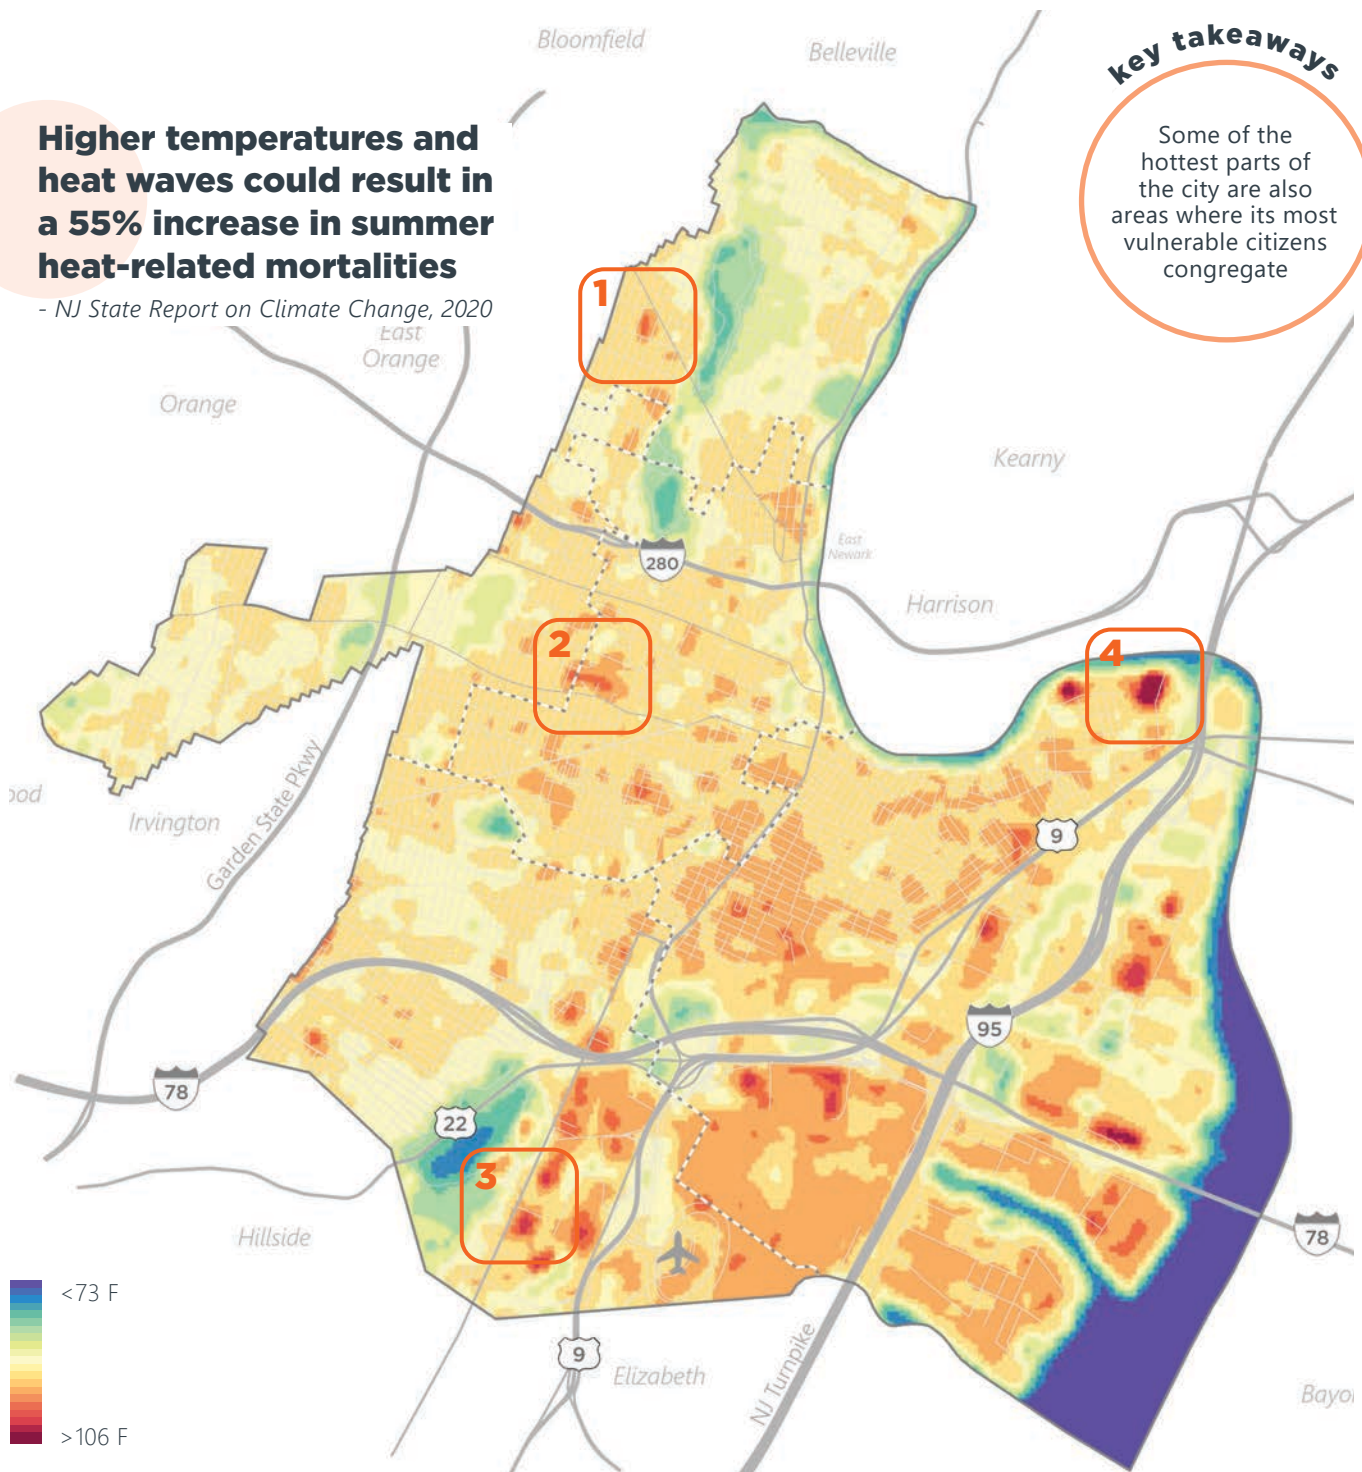 Bloomfield
Belleville
key takeaways
Some of the
hottest parts of
the city are also
areas where its most
vulnerable citizens
congregate
Higher temperatures and
heat waves could result in
a 55% increase in summer
heat-related mortalities
- NJ State Report on Climate Change, 2020
1
East
Orange
Orange
Kearny
East
Newark
280
Harrison
2
4
ood
Irvington
Garden State Pkwy
9
95
78
22
3
Hillside
78
<73 F
9
Elizabeth
NJ Turnpike
Bayo
>106 F